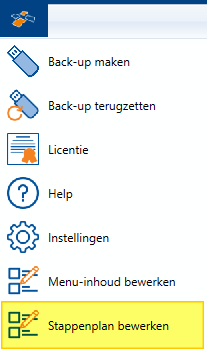 Back-up maken
Back-up terugzetten
Licentie
Help
Instellingen
Menu-inhoud bewerken
Stappenplan bewerken